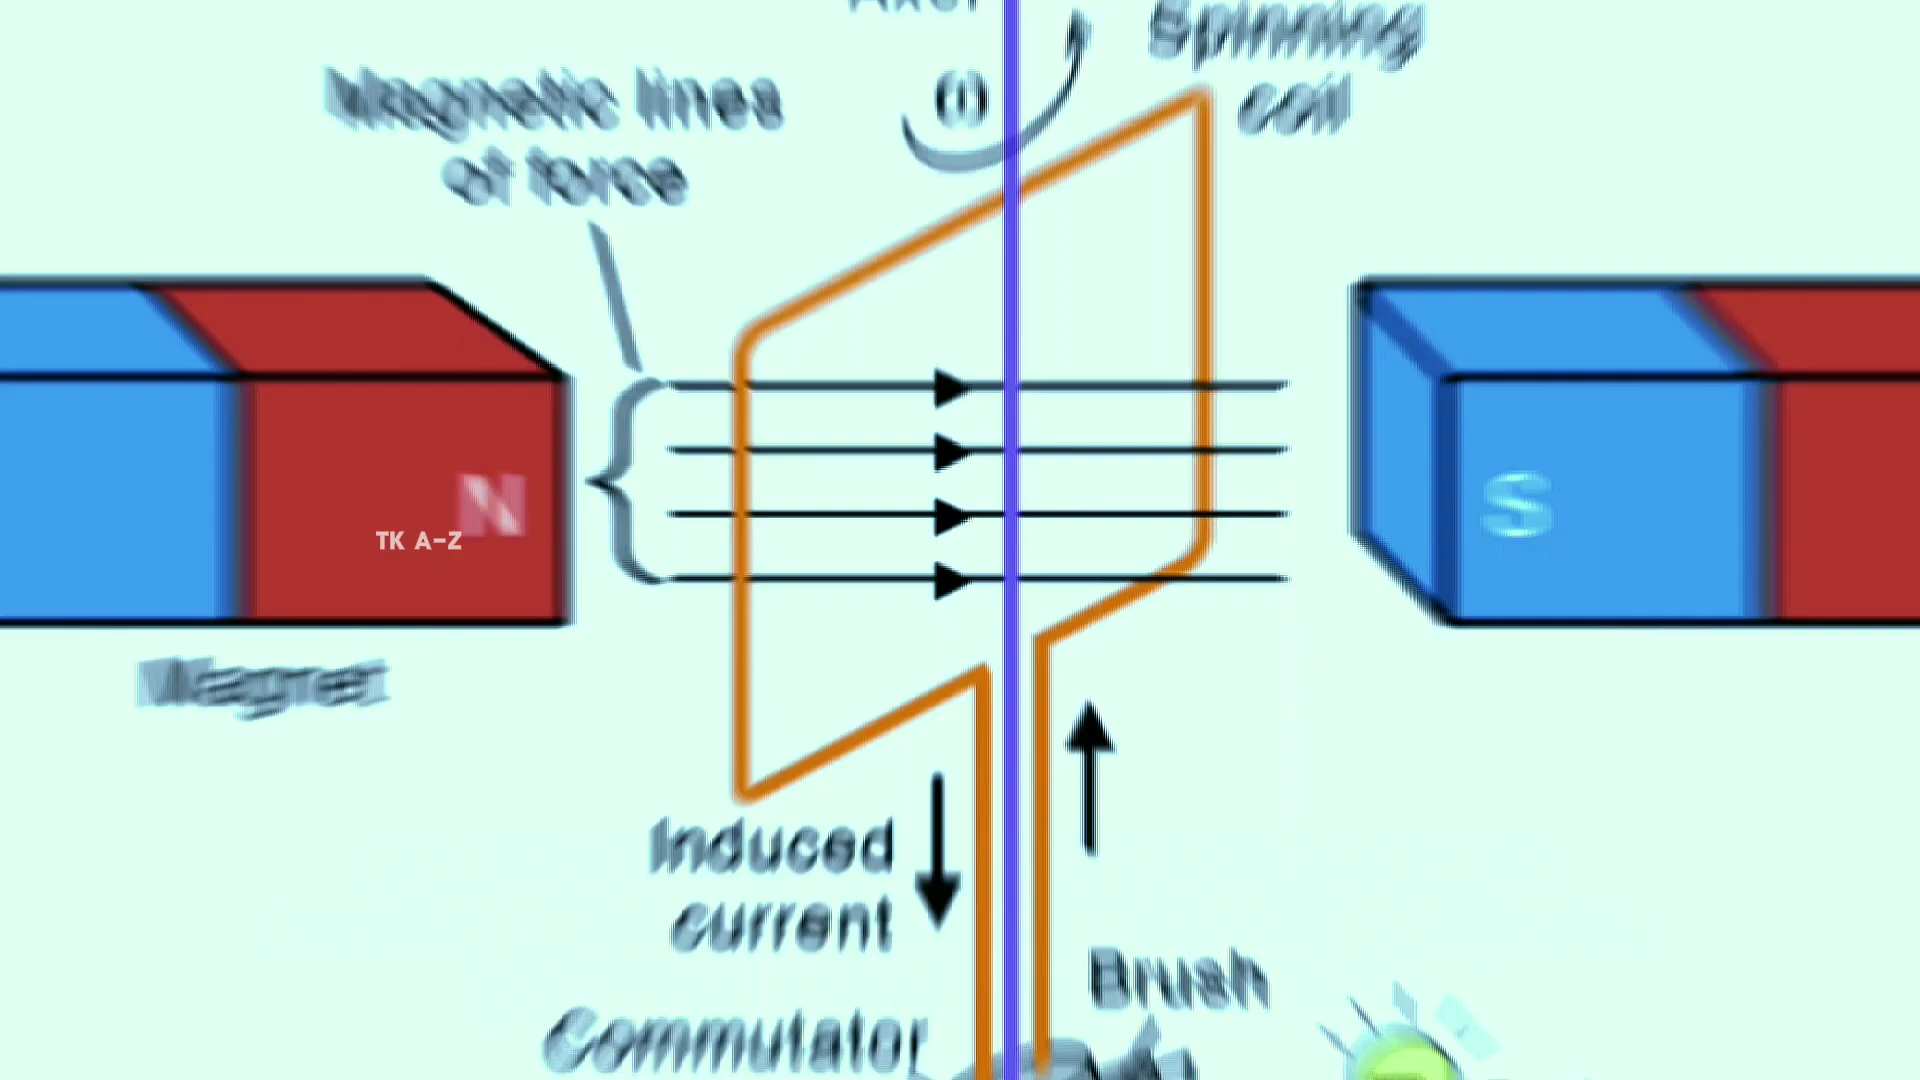 Axel
Spinning
coil
ω
Magnetic lines
of force
N
S
TK A-Z
Magnet
Induced
current
Brush
Commutator